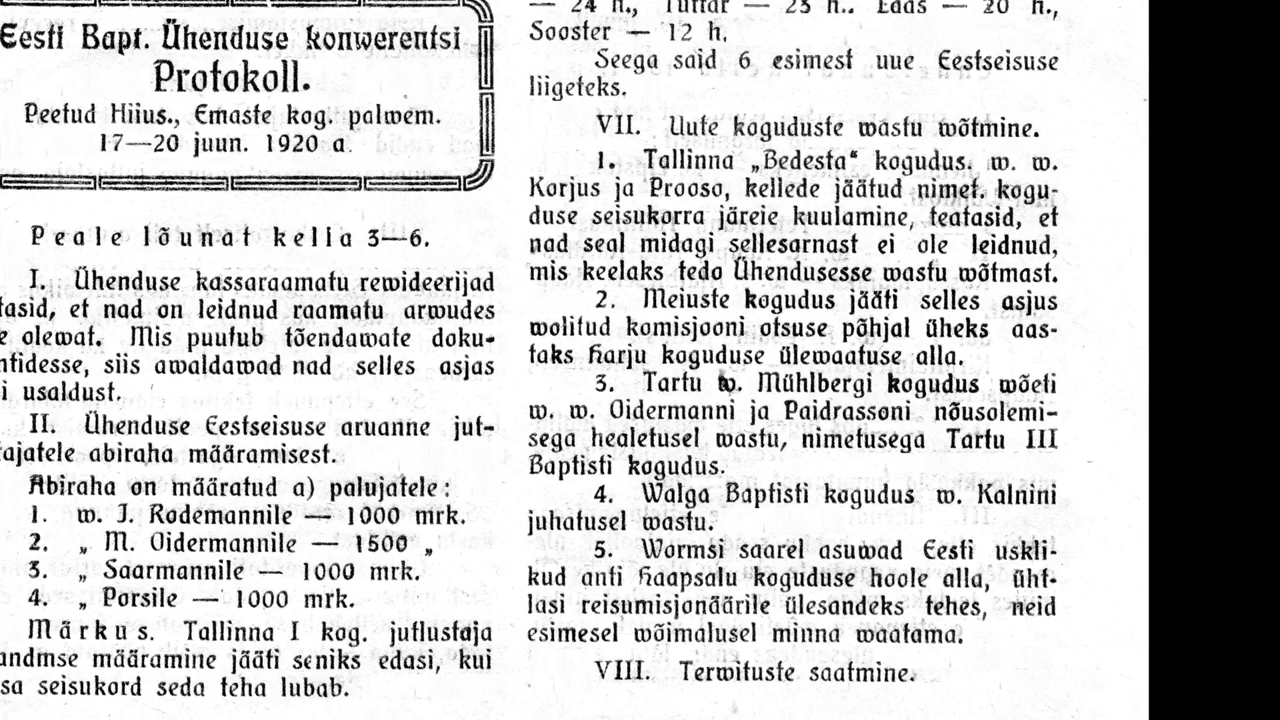 Eesti Bapt. Ühenduse konwerentsi
Protokoll.
Peetud Hiius., Emaste kog. palwem.
17—20 juun. 1920 a.
Peale lõunat kella 3—6.
I. Ühenduse kassaraamatu rewideerijad
tasid, et nad on leidnud raamatu arwudes
olewat. Mis puutub tõendawate doku-
ntidesse, siis awaldawad nad selles asjas
i usaldust.
II. Ühenduse Eestseisuse aruanne jut-
tajatele abiraha määramisest.
Abiraha on määratud a) palujatele:
1. w. J. Rodemannile — 1000 mrk.
2. „ M. Oidermannile — 1500 „
3. „ Saarmannile — 1000 mrk.
4. „ Porsile — 1000 mrk.
Märkus. Tallinna I kog. jutlustaja
andmse määramine jääti seniks edasi, kui
sa seisukord seda teha lubab.
— 24 h., Tuttar — 23 h., Laas — 20 h.,
Sooster — 12 h.
Seega said 6 esimest uue Eestseisuse
liigeteks.
VII. Uute koguduste wastu wõtmine.
1. Tallinna „Bedesta“ kogudus. w. w.
Korjus ja Prooso, kellede jäätud nimet. kogu-
duse seisukorra järeie kuulamine, teatasid, et
nad seal midagi sellesarnast ei ole leidnud,
mis keelaks teda Ühendusesse wastu wõtmast.
2. Meiuste kogudus jääti selles asjus
wolitud komisjooni otsuse põhjal üheks aas-
taks Harju koguduse ülewaatuse alla.
3. Tartu w. Mühlbergi kogudus wõeti
w. w. Oidermanni ja Paidrassoni nõusolemi-
sega healetusel wastu, nimetusega Tartu III
Baptisti kogudus.
4. Walga Baptisti kogudus w. Kalnini
juhatusel wastu.
5. Wormsi saarel asuwad Eesti uskli-
kud anti Haapsalu koguduse hoole alla, üht-
lasi reisumisjonäärile ülesandeks tehes, neid
esimesel wõimalusel minna waatama.
VIII. Terwituste saatmine.